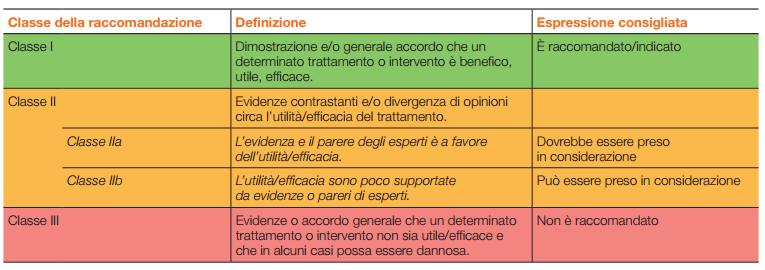 Classe della raccomandazione Definizione Espressione consigliata
Classe I Dimostrazione e/o generale accordo che un È raccomandato/indicato
determinato trattamento o intervento è benefico,
utile, efficace.
Classe II Evidenze contrastanti e/o divergenza di opinioni
circa l'utilità/efficacia del trattamento.
Classe IIa L'evidenza e il parere degli esperti è a favore Dovrebbe essere preso
dell'utilità/efficacia. in considerazione
Classe IIb L'utilità/efficacia sono poco supportate Può essere preso in considerazione
da evidenze o pareri di esperti.
Classe III Evidenze o accordo generale che un determinato Non è raccomandato
trattamento o intervento non sia utile/efficace e
che in alcuni casi possa essere dannosa.